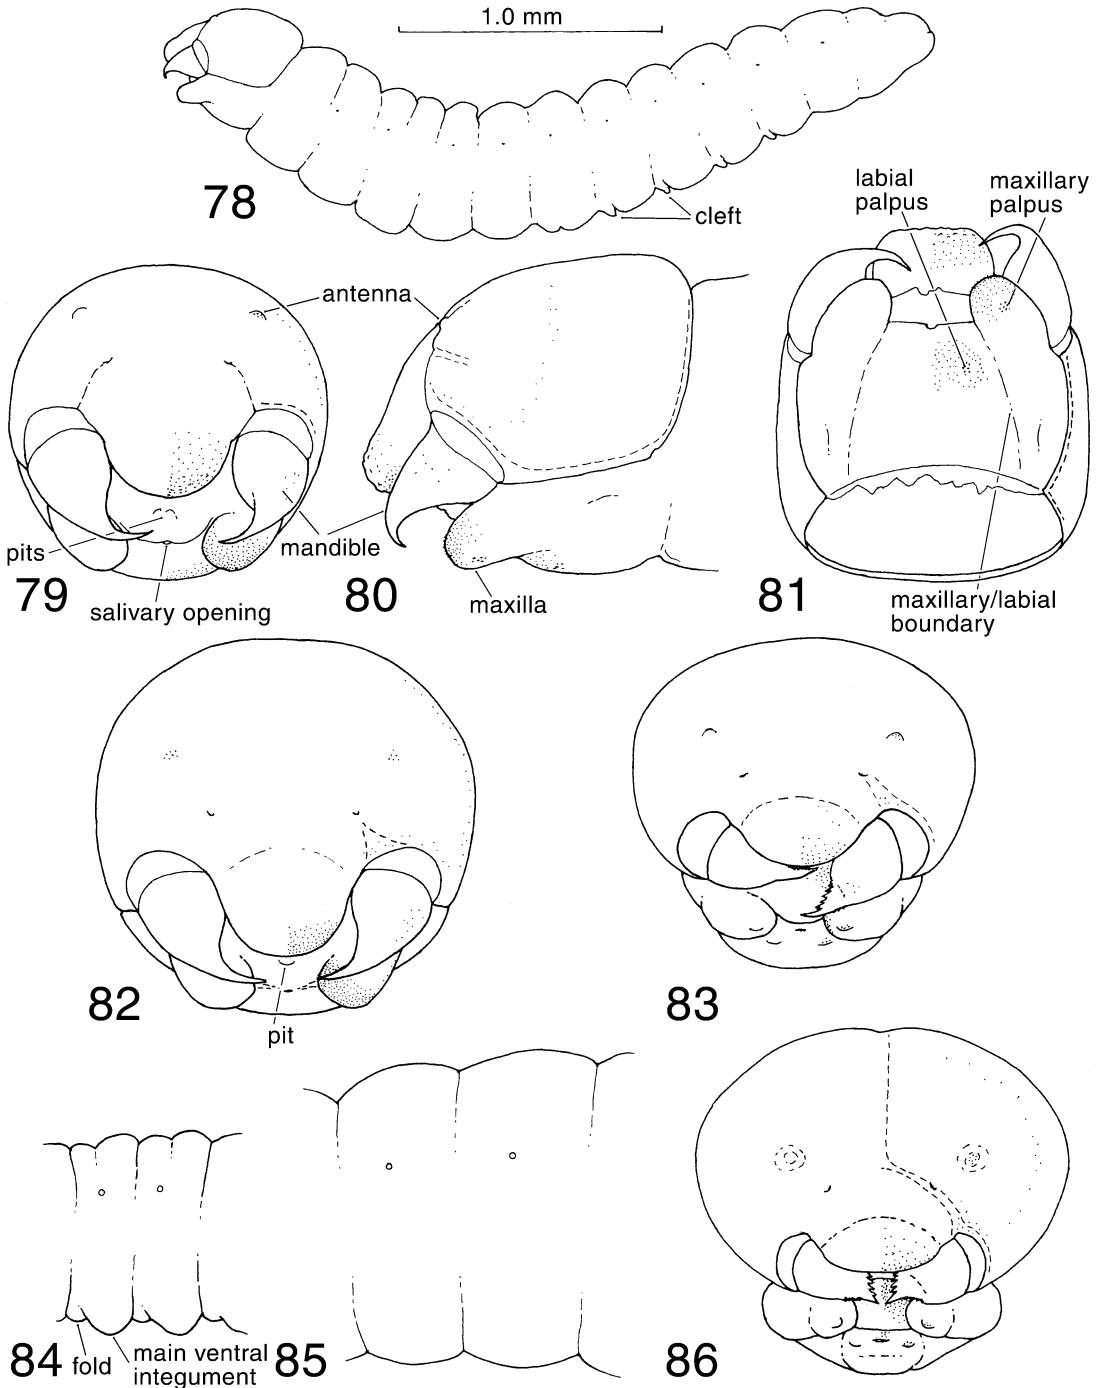 1.0 mm
78
cleft
labial
palpus
maxillary
palpus
antenna
pits
79
mandible
salivary opening
80
maxilla
81
maxillary/labial
boundary
82
pit
83
84
fold
main ventral
integument
85
86